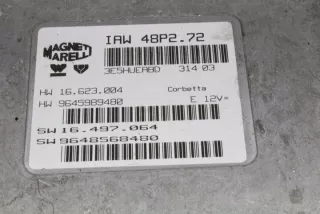 MAGNETI
MARELLI
IAW 48P2.72
3E5HUEABD 314 03
HW 16.623.004 Corbetta
HW 9645989480 E 12V=
SW 16.497.064
SW 9648568480